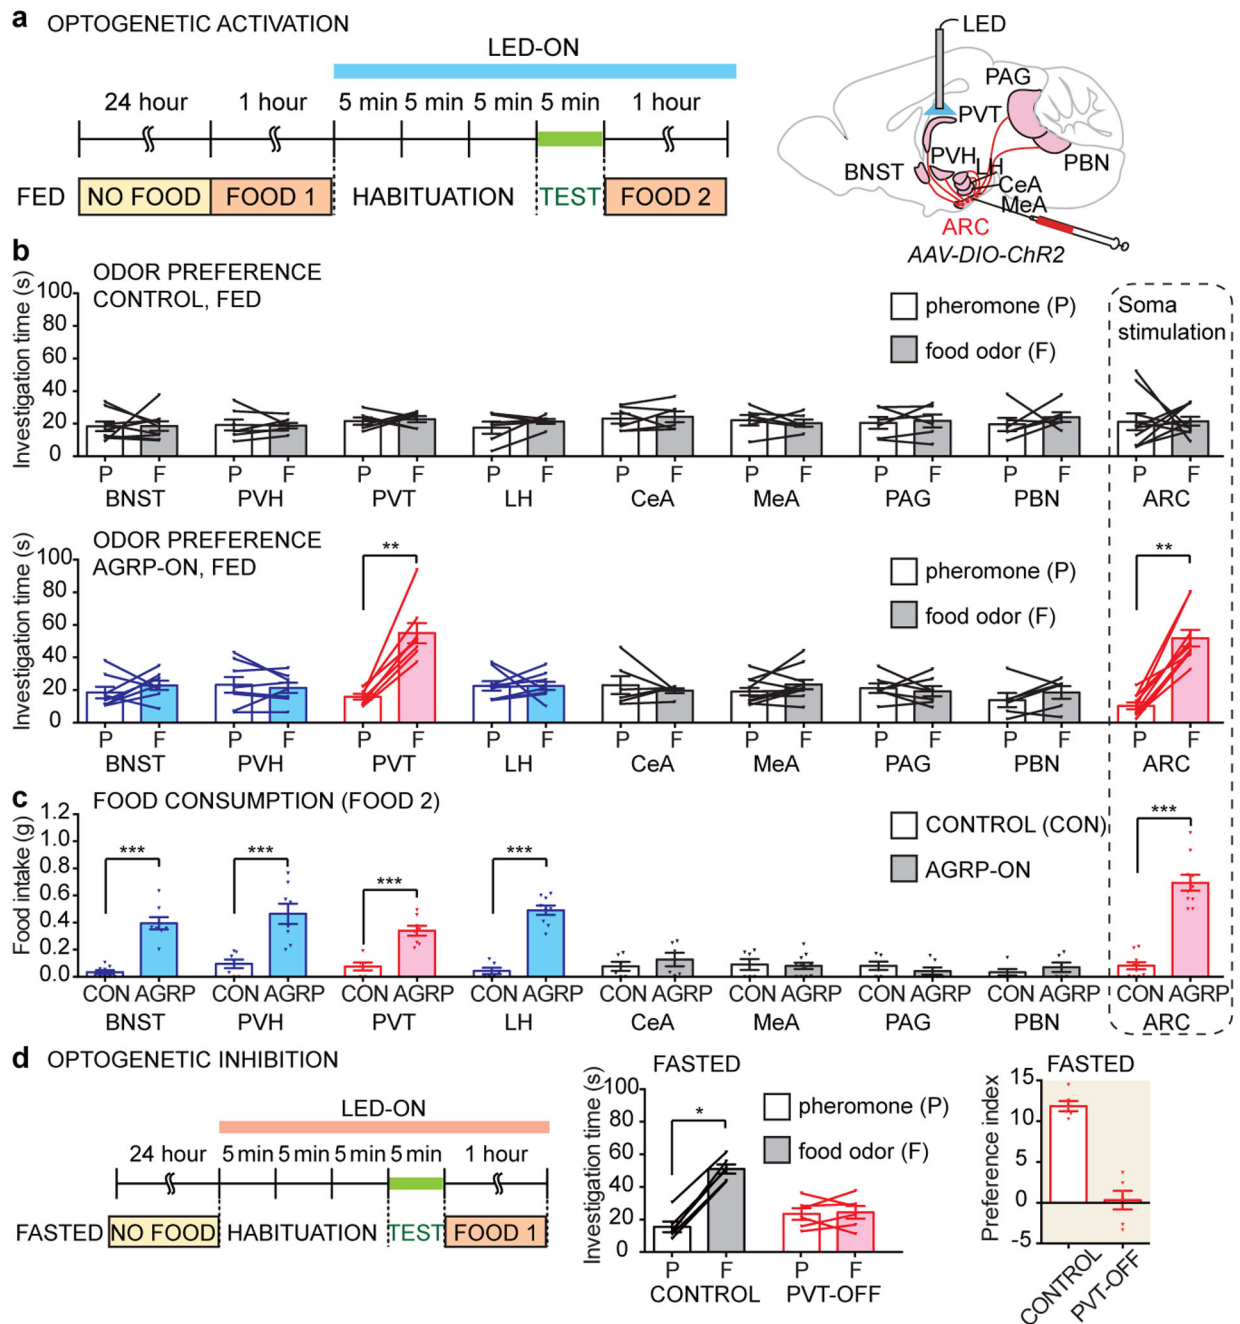 a OPTOGENETIC ACTIVATION
LED-ON
24 hour 1 hour 5 min 5 min 5 min 5 min 1 hour
FED NO FOOD FOOD 1 HABITUATION TEST FOOD 2
LED
PAG
PVT
PVH
LH
BNST
PBN
CeA
MeA
ARC
AAV-DIO-ChR2
b ODOR PREFERENCE
CONTROL, FED
Investigation time (s)
100
80
60
40
20
0
pheromone (P)
food odor (F)
Soma
stimulation
P F P F P F P F P F P F P F P F P F
BNST PVH PVT LH CeA MeA PAG PBN ARC
ODOR PREFERENCE
AGRP-ON, FED
Investigation time (s)
100
80
60
40
20
0
** **
pheromone (P)
food odor (F)
P F P F P F P F P F P F P F P F P F
BNST PVH PVT LH CeA MeA PAG PBN ARC
c FOOD CONSUMPTION (FOOD 2)
Food intake (g)
1.2
1.0
0.8
0.6
0.4
0.2
0.0
*** *** *** *** ***
CONTROL (CON)
AGRP-ON
CON AGRP CON AGRP CON AGRP CON AGRP CON AGRP CON AGRP CON AGRP CON AGRP CON AGRP
BNST PVH PVT LH CeA MeA PAG PBN ARC
d OPTOGENETIC INHIBITION
LED-ON
24 hour 5 min 5 min 5 min 5 min 1 hour
FASTED NO FOOD HABITUATION TEST FOOD 1
FASTED
Investigation time (s)
100
80
60
40
20
0
*
pheromone (P)
food odor (F)
P F P F
CONTROL PVT-OFF
FASTED
Preference index
15
10
5
0
-5
CONTROL
PVT-OFF